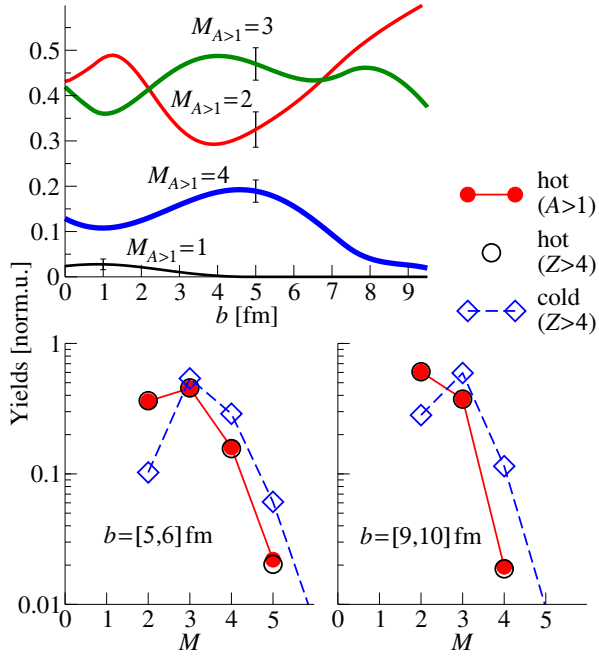 Yields [norm.u.]
0.5
0.4
0.3
0.2
0.1
0
M_{A>1}=3
M_{A>1}=2
M_{A>1}=4
M_{A>1}=1
0 1 2 3 4 5 6 7 8 9
b [fm]
hot
(A>1)
hot
(Z>4)
cold
(Z>4)
1
0.1
0.01
b=[5,6]fm
0 1 2 3 4 5
M
b=[9,10]fm
0 1 2 3 4 5
M